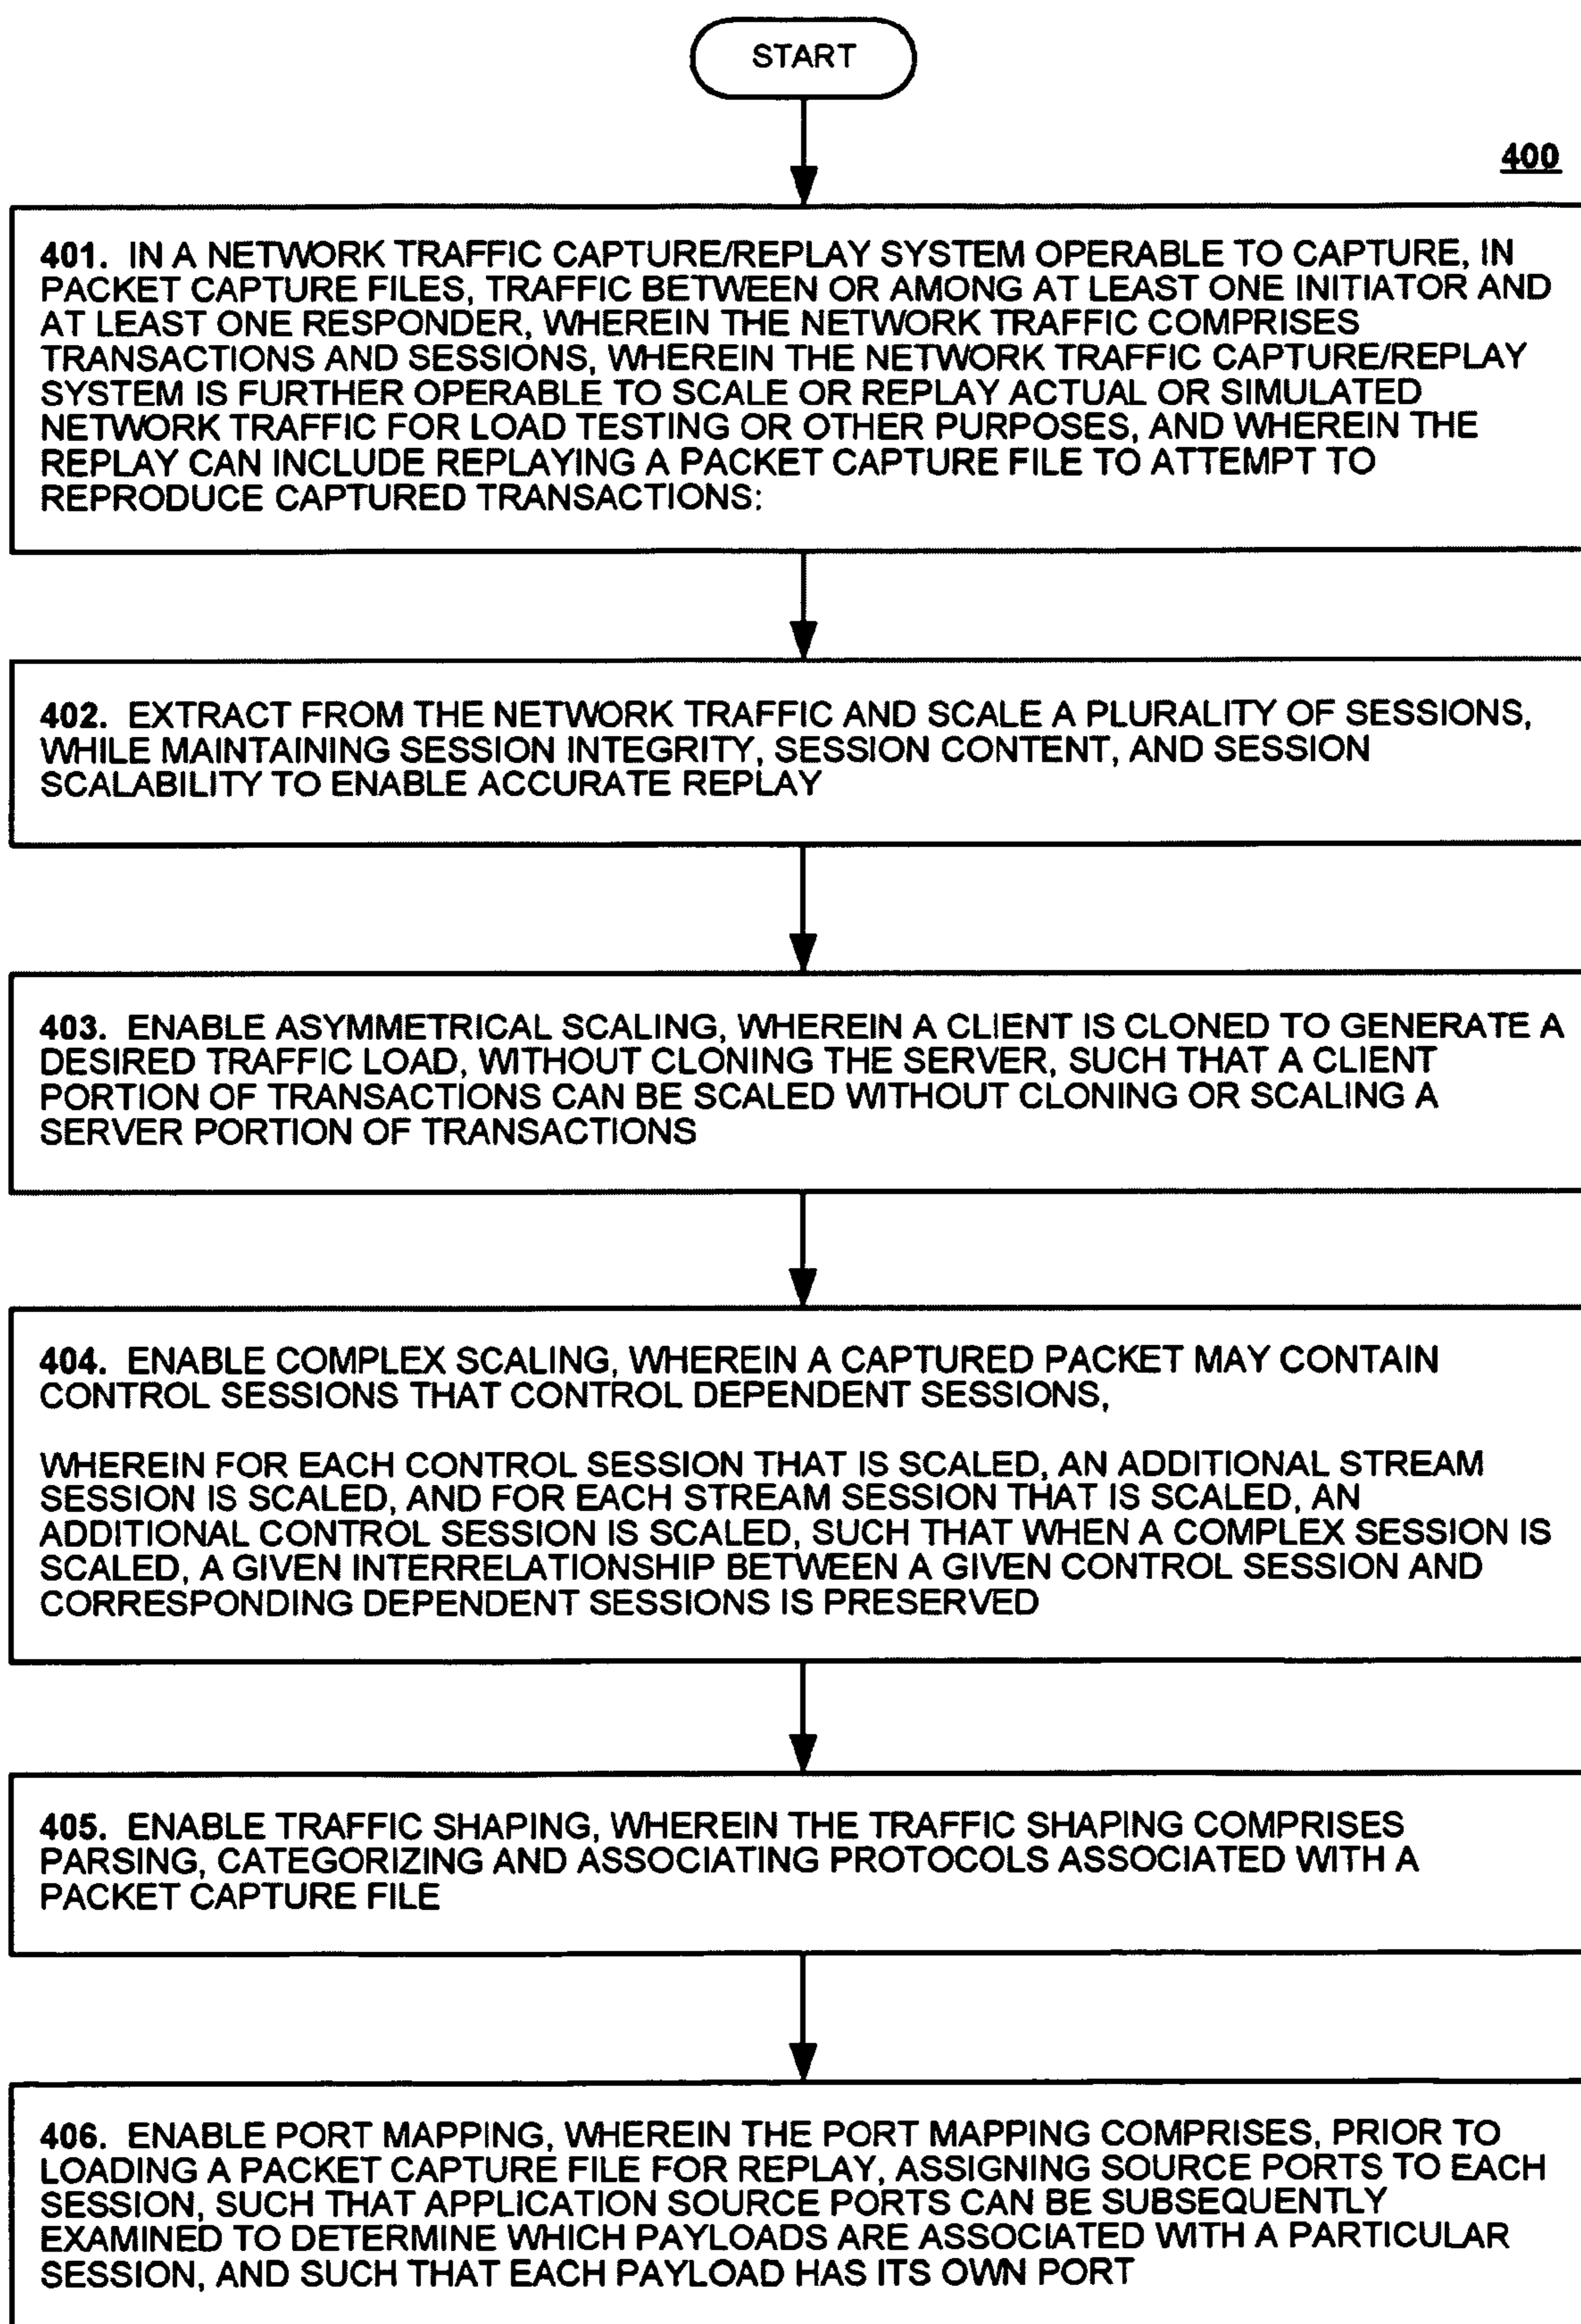 START
400
401. IN A NETWORK TRAFFIC CAPTURE/REPLAY SYSTEM OPERABLE TO CAPTURE, IN
PACKET CAPTURE FILES, TRAFFIC BETWEEN OR AMONG AT LEAST ONE INITIATOR AND
AT LEAST ONE RESPONDER, WHEREIN THE NETWORK TRAFFIC COMPRISES
TRANSACTIONS AND SESSIONS, WHEREIN THE NETWORK TRAFFIC CAPTURE/REPLAY
SYSTEM IS FURTHER OPERABLE TO SCALE OR REPLAY ACTUAL OR SIMULATED
NETWORK TRAFFIC FOR LOAD TESTING OR OTHER PURPOSES, AND WHEREIN THE
REPLAY CAN INCLUDE REPLAYING A PACKET CAPTURE FILE TO ATTEMPT TO
REPRODUCE CAPTURED TRANSACTIONS:
402. EXTRACT FROM THE NETWORK TRAFFIC AND SCALE A PLURALITY OF SESSIONS,
WHILE MAINTAINING SESSION INTEGRITY, SESSION CONTENT, AND SESSION
SCALABILITY TO ENABLE ACCURATE REPLAY
403. ENABLE ASYMMETRICAL SCALING, WHEREIN A CLIENT IS CLONED TO GENERATE A
DESIRED TRAFFIC LOAD, WITHOUT CLONING THE SERVER, SUCH THAT A CLIENT
PORTION OF TRANSACTIONS CAN BE SCALED WITHOUT CLONING OR SCALING A
SERVER PORTION OF TRANSACTIONS
404. ENABLE COMPLEX SCALING, WHEREIN A CAPTURED PACKET MAY CONTAIN
CONTROL SESSIONS THAT CONTROL DEPENDENT SESSIONS,
WHEREIN FOR EACH CONTROL SESSION THAT IS SCALED, AN ADDITIONAL STREAM
SESSION IS SCALED, AND FOR EACH STREAM SESSION THAT IS SCALED, AN
ADDITIONAL CONTROL SESSION IS SCALED, SUCH THAT WHEN A COMPLEX SESSION IS
SCALED, A GIVEN INTERRELATIONSHIP BETWEEN A GIVEN CONTROL SESSION AND
CORRESPONDING DEPENDENT SESSIONS IS PRESERVED
405. ENABLE TRAFFIC SHAPING, WHEREIN THE TRAFFIC SHAPING COMPRISES
PARSING, CATEGORIZING AND ASSOCIATING PROTOCOLS ASSOCIATED WITH A
PACKET CAPTURE FILE
406. ENABLE PORT MAPPING, WHEREIN THE PORT MAPPING COMPRISES, PRIOR TO
LOADING A PACKET CAPTURE FILE FOR REPLAY, ASSIGNING SOURCE PORTS TO EACH
SESSION, SUCH THAT APPLICATION SOURCE PORTS CAN BE SUBSEQUENTLY
EXAMINED TO DETERMINE WHICH PAYLOADS ARE ASSOCIATED WITH A PARTICULAR
SESSION, AND SUCH THAT EACH PAYLOAD HAS ITS OWN PORT